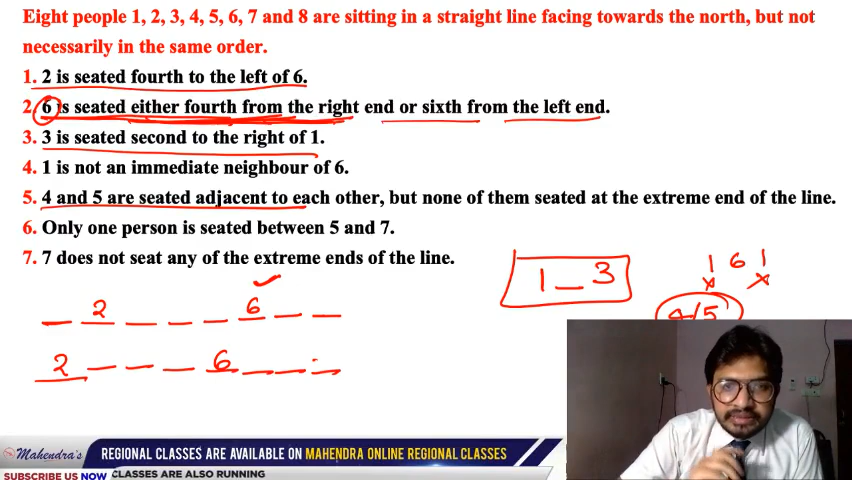 Eight people 1, 2, 3, 4, 5, 6, 7 and 8 are sitting in a straight line facing towards the north, but not
necessarily in the same order.
1. 2 is seated fourth to the left of 6.
2. 6 is seated either fourth from the right end or sixth from the left end.
3. 3 is seated second to the right of 1.
4. 1 is not an immediate neighbour of 6.
5. 4 and 5 are seated adjacent to each other, but none of them seated at the extreme end of the line.
6. Only one person is seated between 5 and 7.
7. 7 does not seat any of the extreme ends of the line.
1 _ 3
1 6 1
x x
4/5
_ 2 _ _ _ 6 _ _
2 _ _ _ 6 _ _ _
Mahendra's
REGIONAL CLASSES ARE AVAILABLE ON MAHENDRA ONLINE REGIONAL CLASSES
SUBSCRIBE US NOW
CLASSES ARE ALSO RUNNING